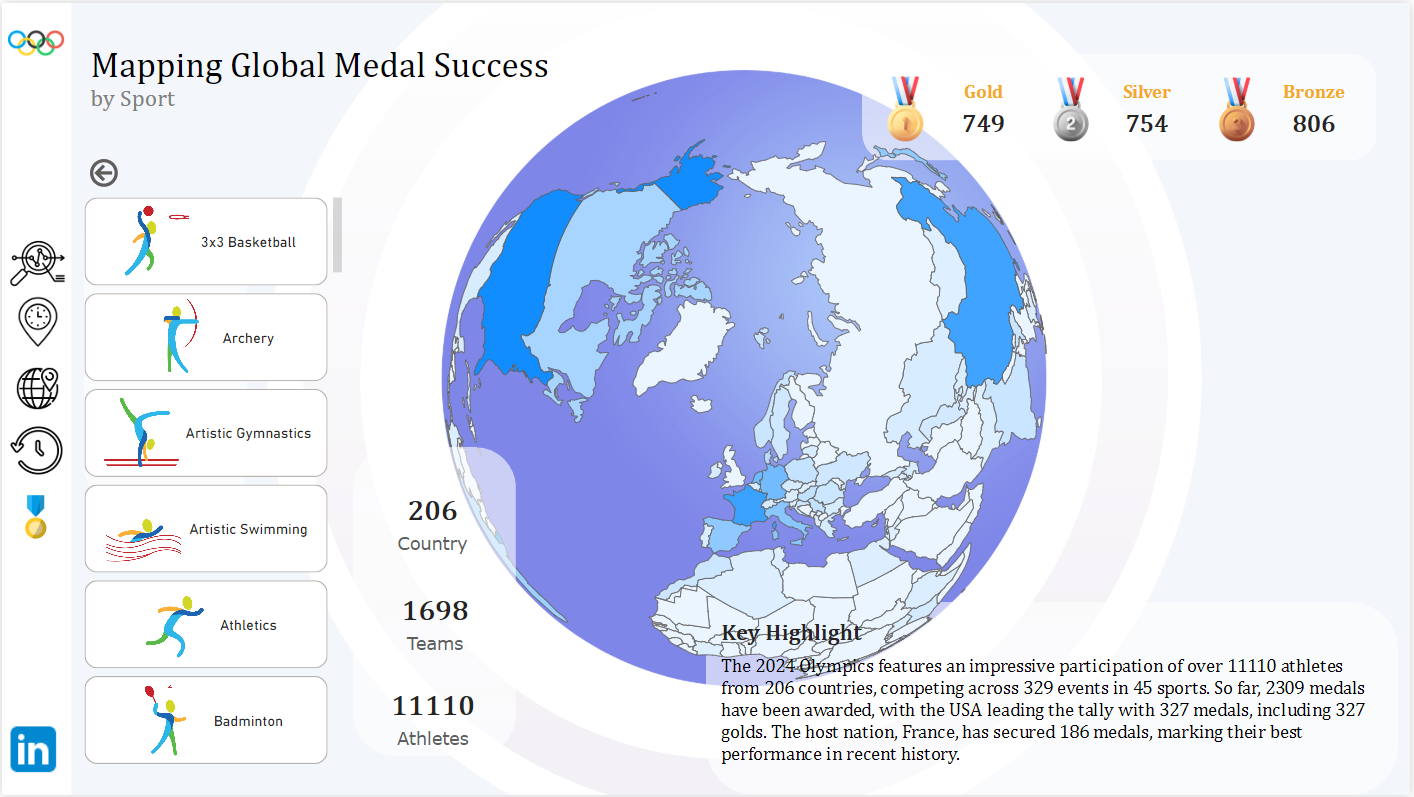 Mapping Global Medal Success
by Sport
Gold
749
Silver
754
Bronze
806
1
2
3x3 Basketball
Archery
Artistic Gymnastics
Artistic Swimming
Athletics
Badminton
206
Country
1698
Teams
11110
Athletes
Key Highlight
The 2024 Olympics features an impressive participation of over 11110 athletes
from 206 countries, competing across 329 events in 45 sports. So far, 2309 medals
have been awarded, with the USA leading the tally with 327 medals, including 327
golds. The host nation, France, has secured 186 medals, marking their best
performance in recent history.
in